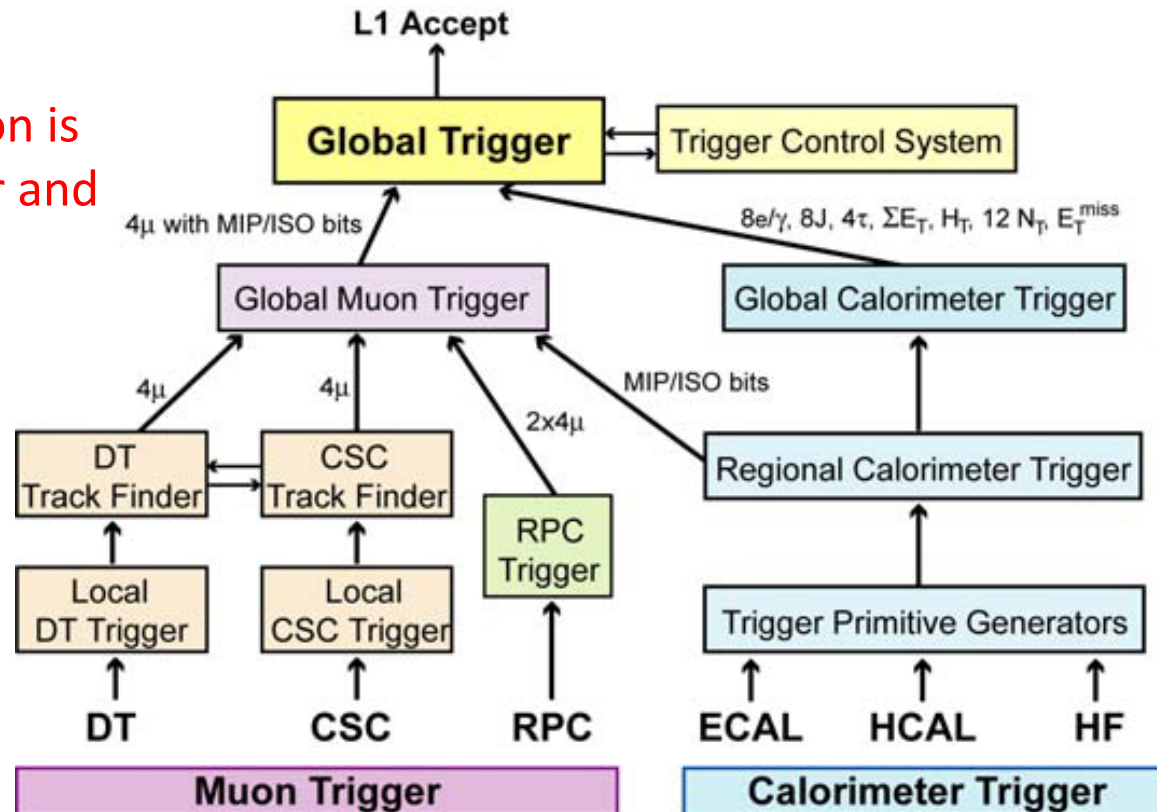 L1 Accept
on is
r and
Global Trigger
Trigger Control System
4μ with MIP/ISO bits
8e/γ, 8J, 4τ, ΣE_T, H_T, 12 N_T, E_T^miss
Global Muon Trigger
Global Calorimeter Trigger
4μ
4μ
2x4μ
MIP/ISO bits
DT
Track Finder
CSC
Track Finder
RPC
Trigger
Regional Calorimeter Trigger
Local
DT Trigger
Local
CSC Trigger
Trigger Primitive Generators
DT
CSC
RPC
ECAL
HCAL
HF
Muon Trigger
Calorimeter Trigger